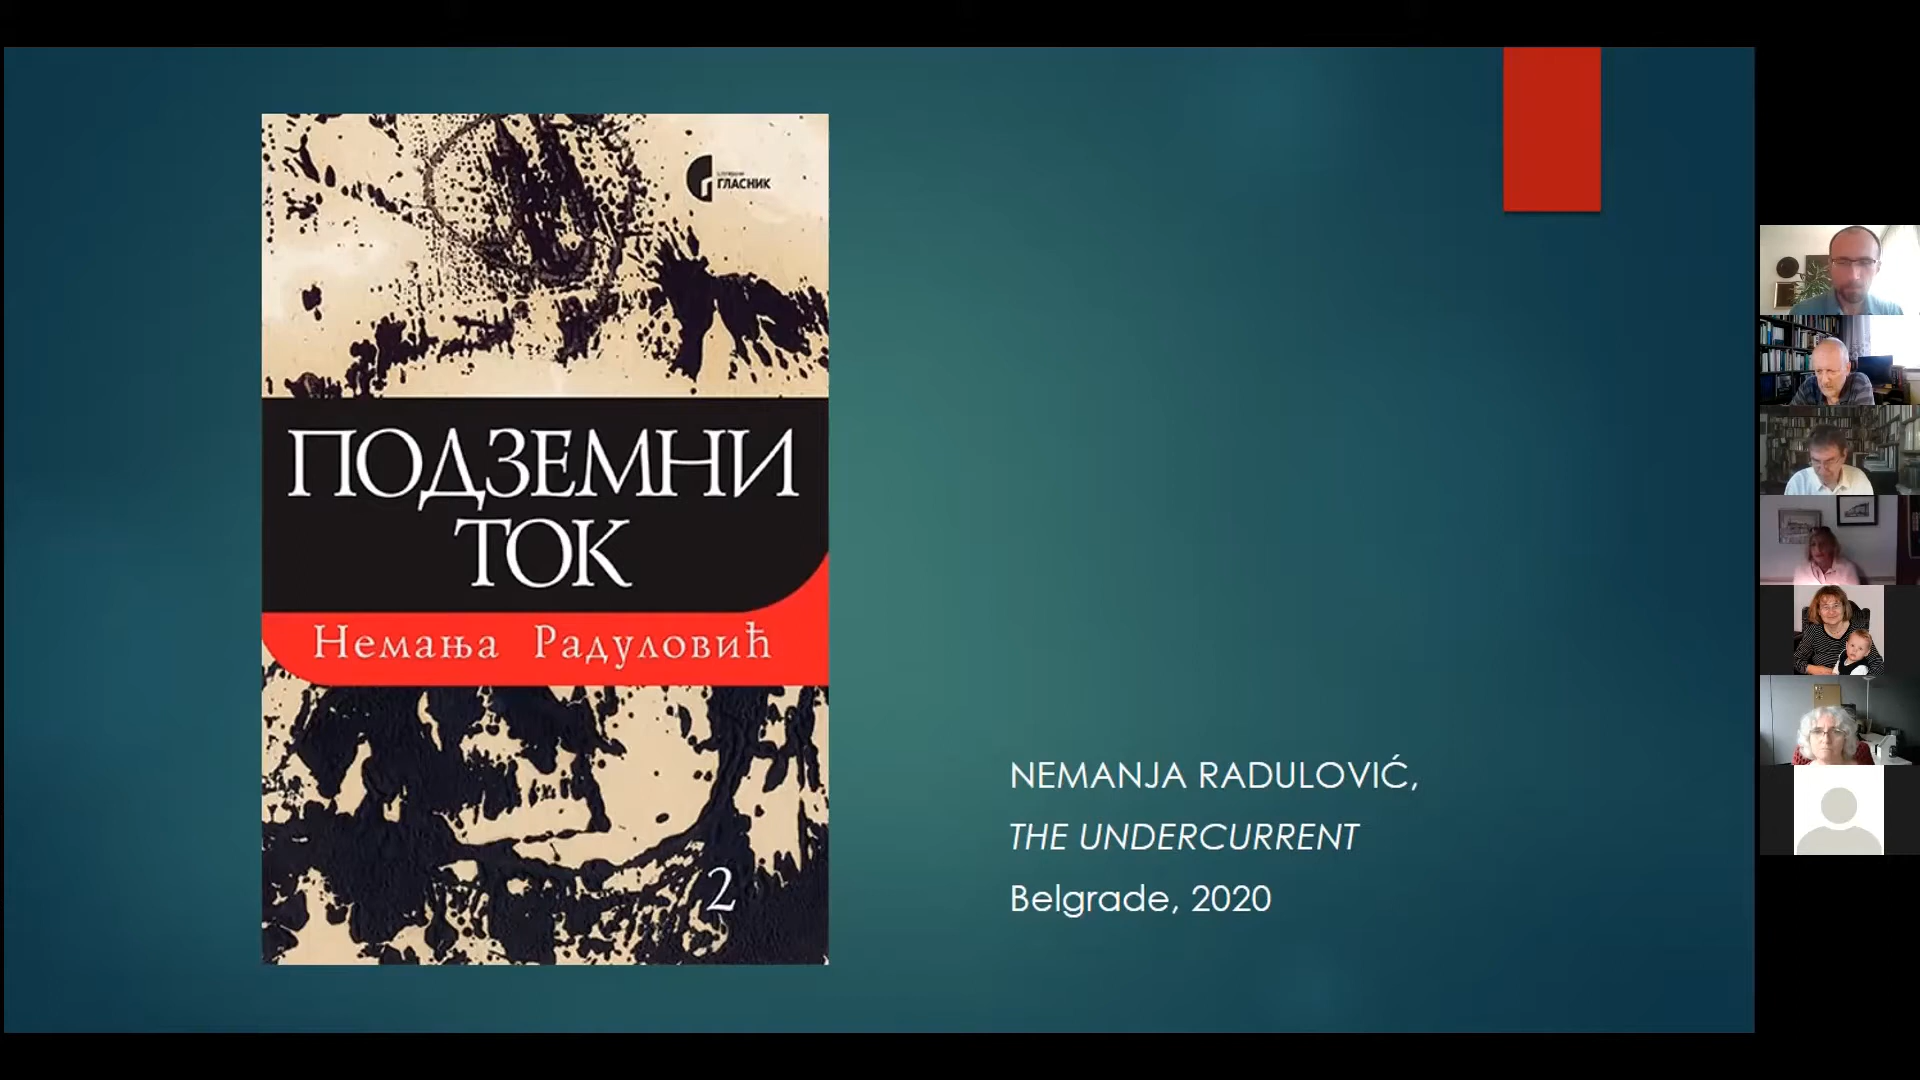 ГЛАСНИК
ПОДЗЕМНИ
ТОК
Немања Радуловић
2
NEMANJA RADULOVIĆ,
THE UNDERCURRENT
Belgrade, 2020